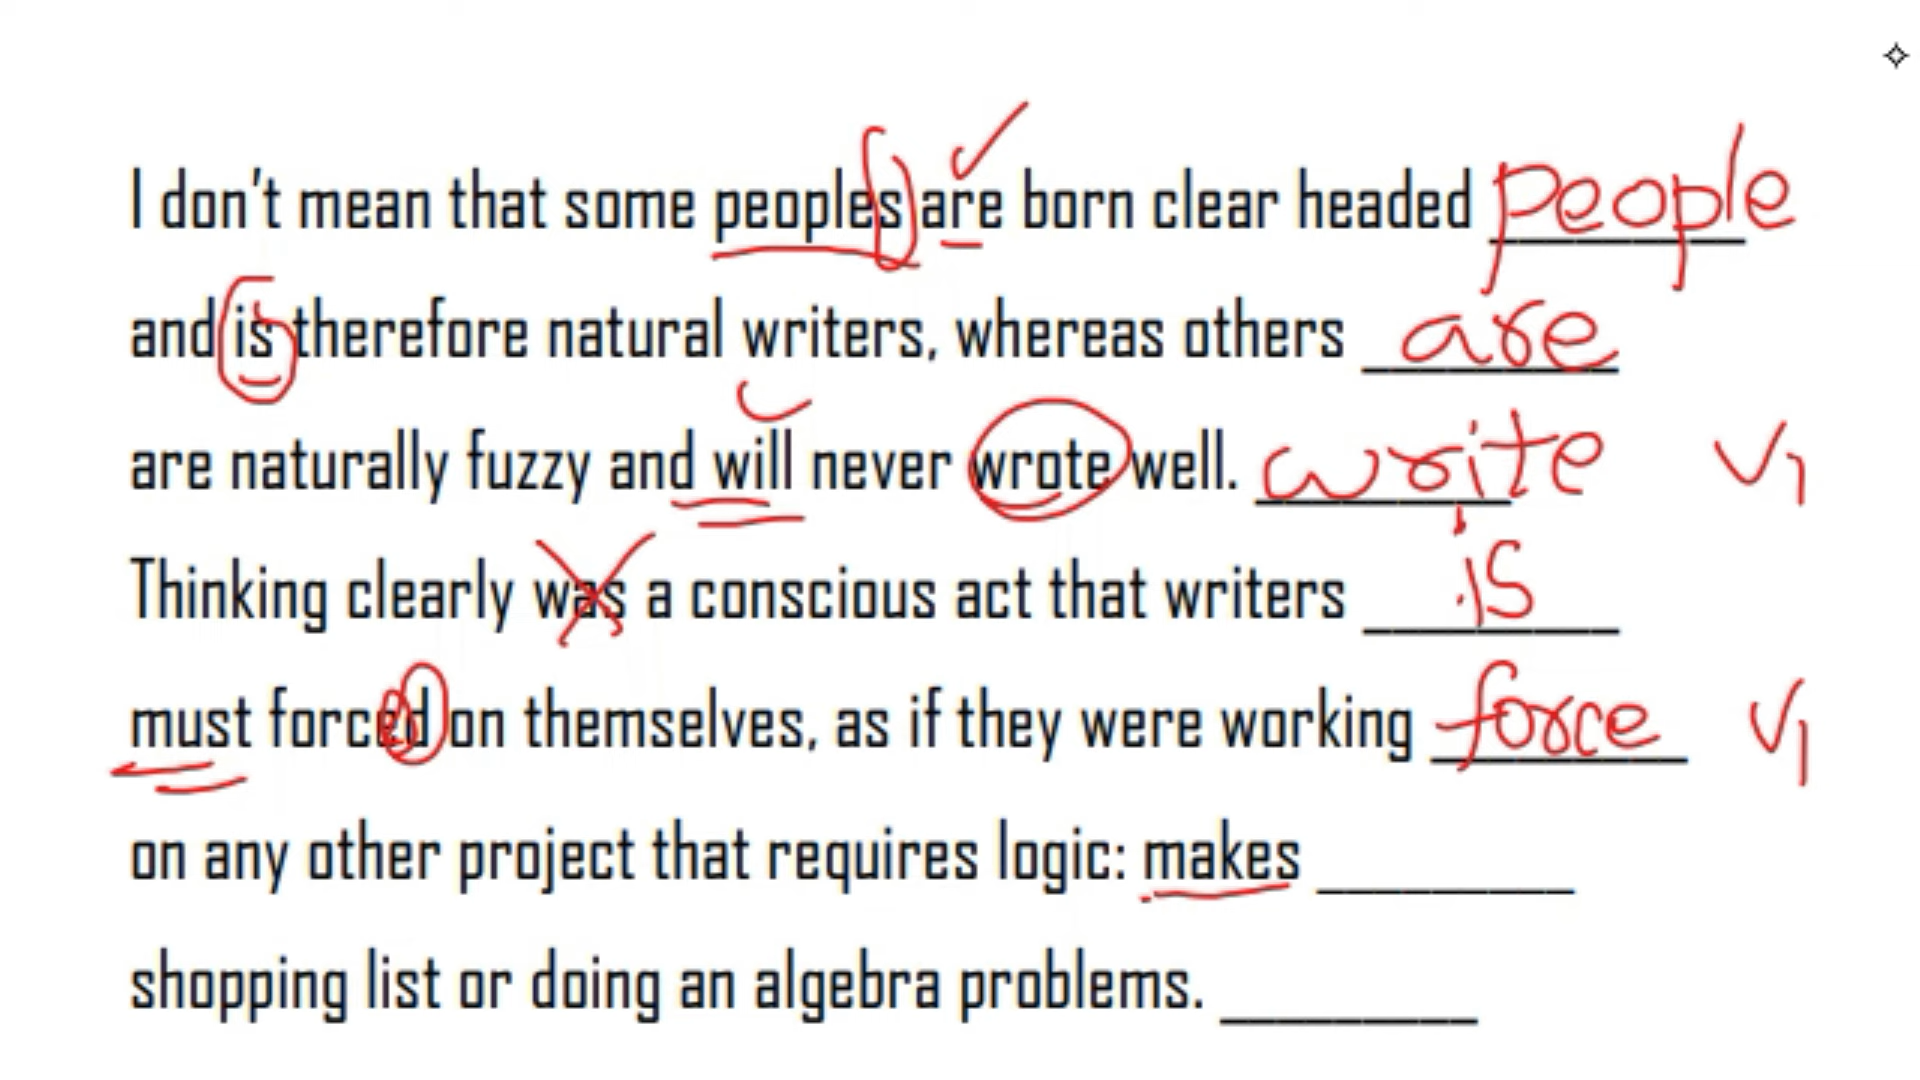 I don't mean that some peoples are born clear headed people
and is therefore natural writers, whereas others are
are naturally fuzzy and will never wrote well. write V1
Thinking clearly was a conscious act that writers is
must forced on themselves, as if they were working force V1
on any other project that requires logic: makes
shopping list or doing an algebra problems.